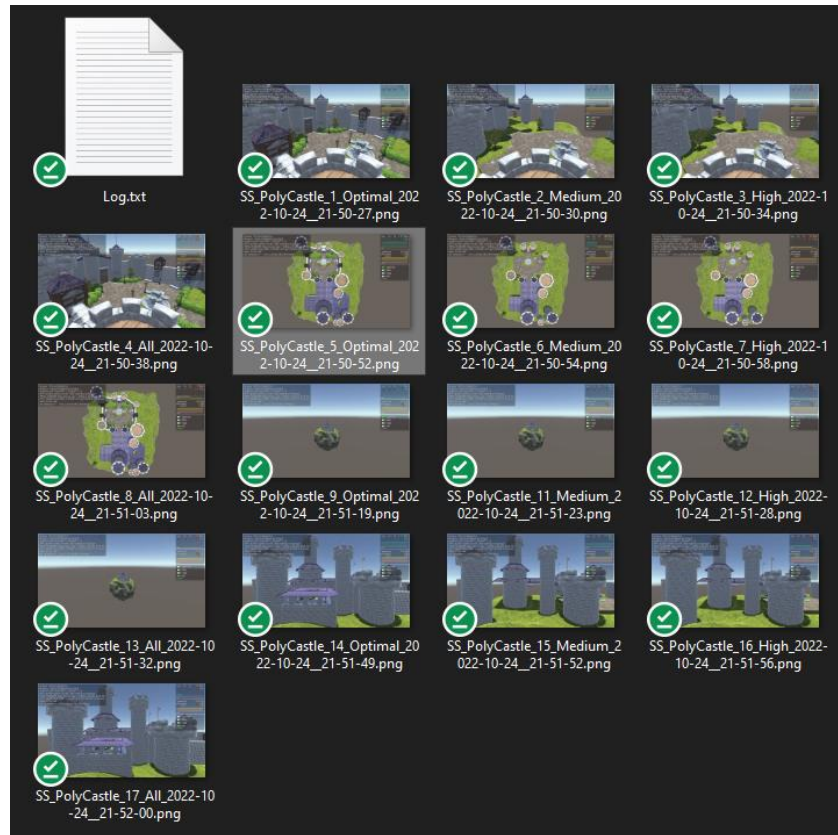 Log.txt
SS_PolyCastle_1_Optimal_202
2-10-24__21-50-27.png
SS_PolyCastle_2_Medium_20
22-10-24__21-50-30.png
SS_PolyCastle_3_High_2022-1
0-24__21-50-34.png
SS_PolyCastle_4_All_2022-10-
24__21-50-38.png
SS_PolyCastle_5_Optimal_202
2-10-24__21-50-52.png
SS_PolyCastle_6_Medium_20
22-10-24__21-50-54.png
SS_PolyCastle_7_High_2022-1
0-24__21-50-58.png
SS_PolyCastle_8_All_2022-10-
24__21-51-03.png
SS_PolyCastle_9_Optimal_202
2-10-24__21-51-19.png
SS_PolyCastle_11_Medium_2
022-10-24__21-51-23.png
SS_PolyCastle_12_High_2022-
10-24__21-51-28.png
SS_PolyCastle_13_All_2022-10
-24__21-51-32.png
SS_PolyCastle_14_Optimal_20
22-10-24__21-51-49.png
SS_PolyCastle_15_Medium_2
022-10-24__21-51-52.png
SS_PolyCastle_16_High_2022-
10-24__21-51-56.png
SS_PolyCastle_17_All_2022-10
-24__21-52-00.png